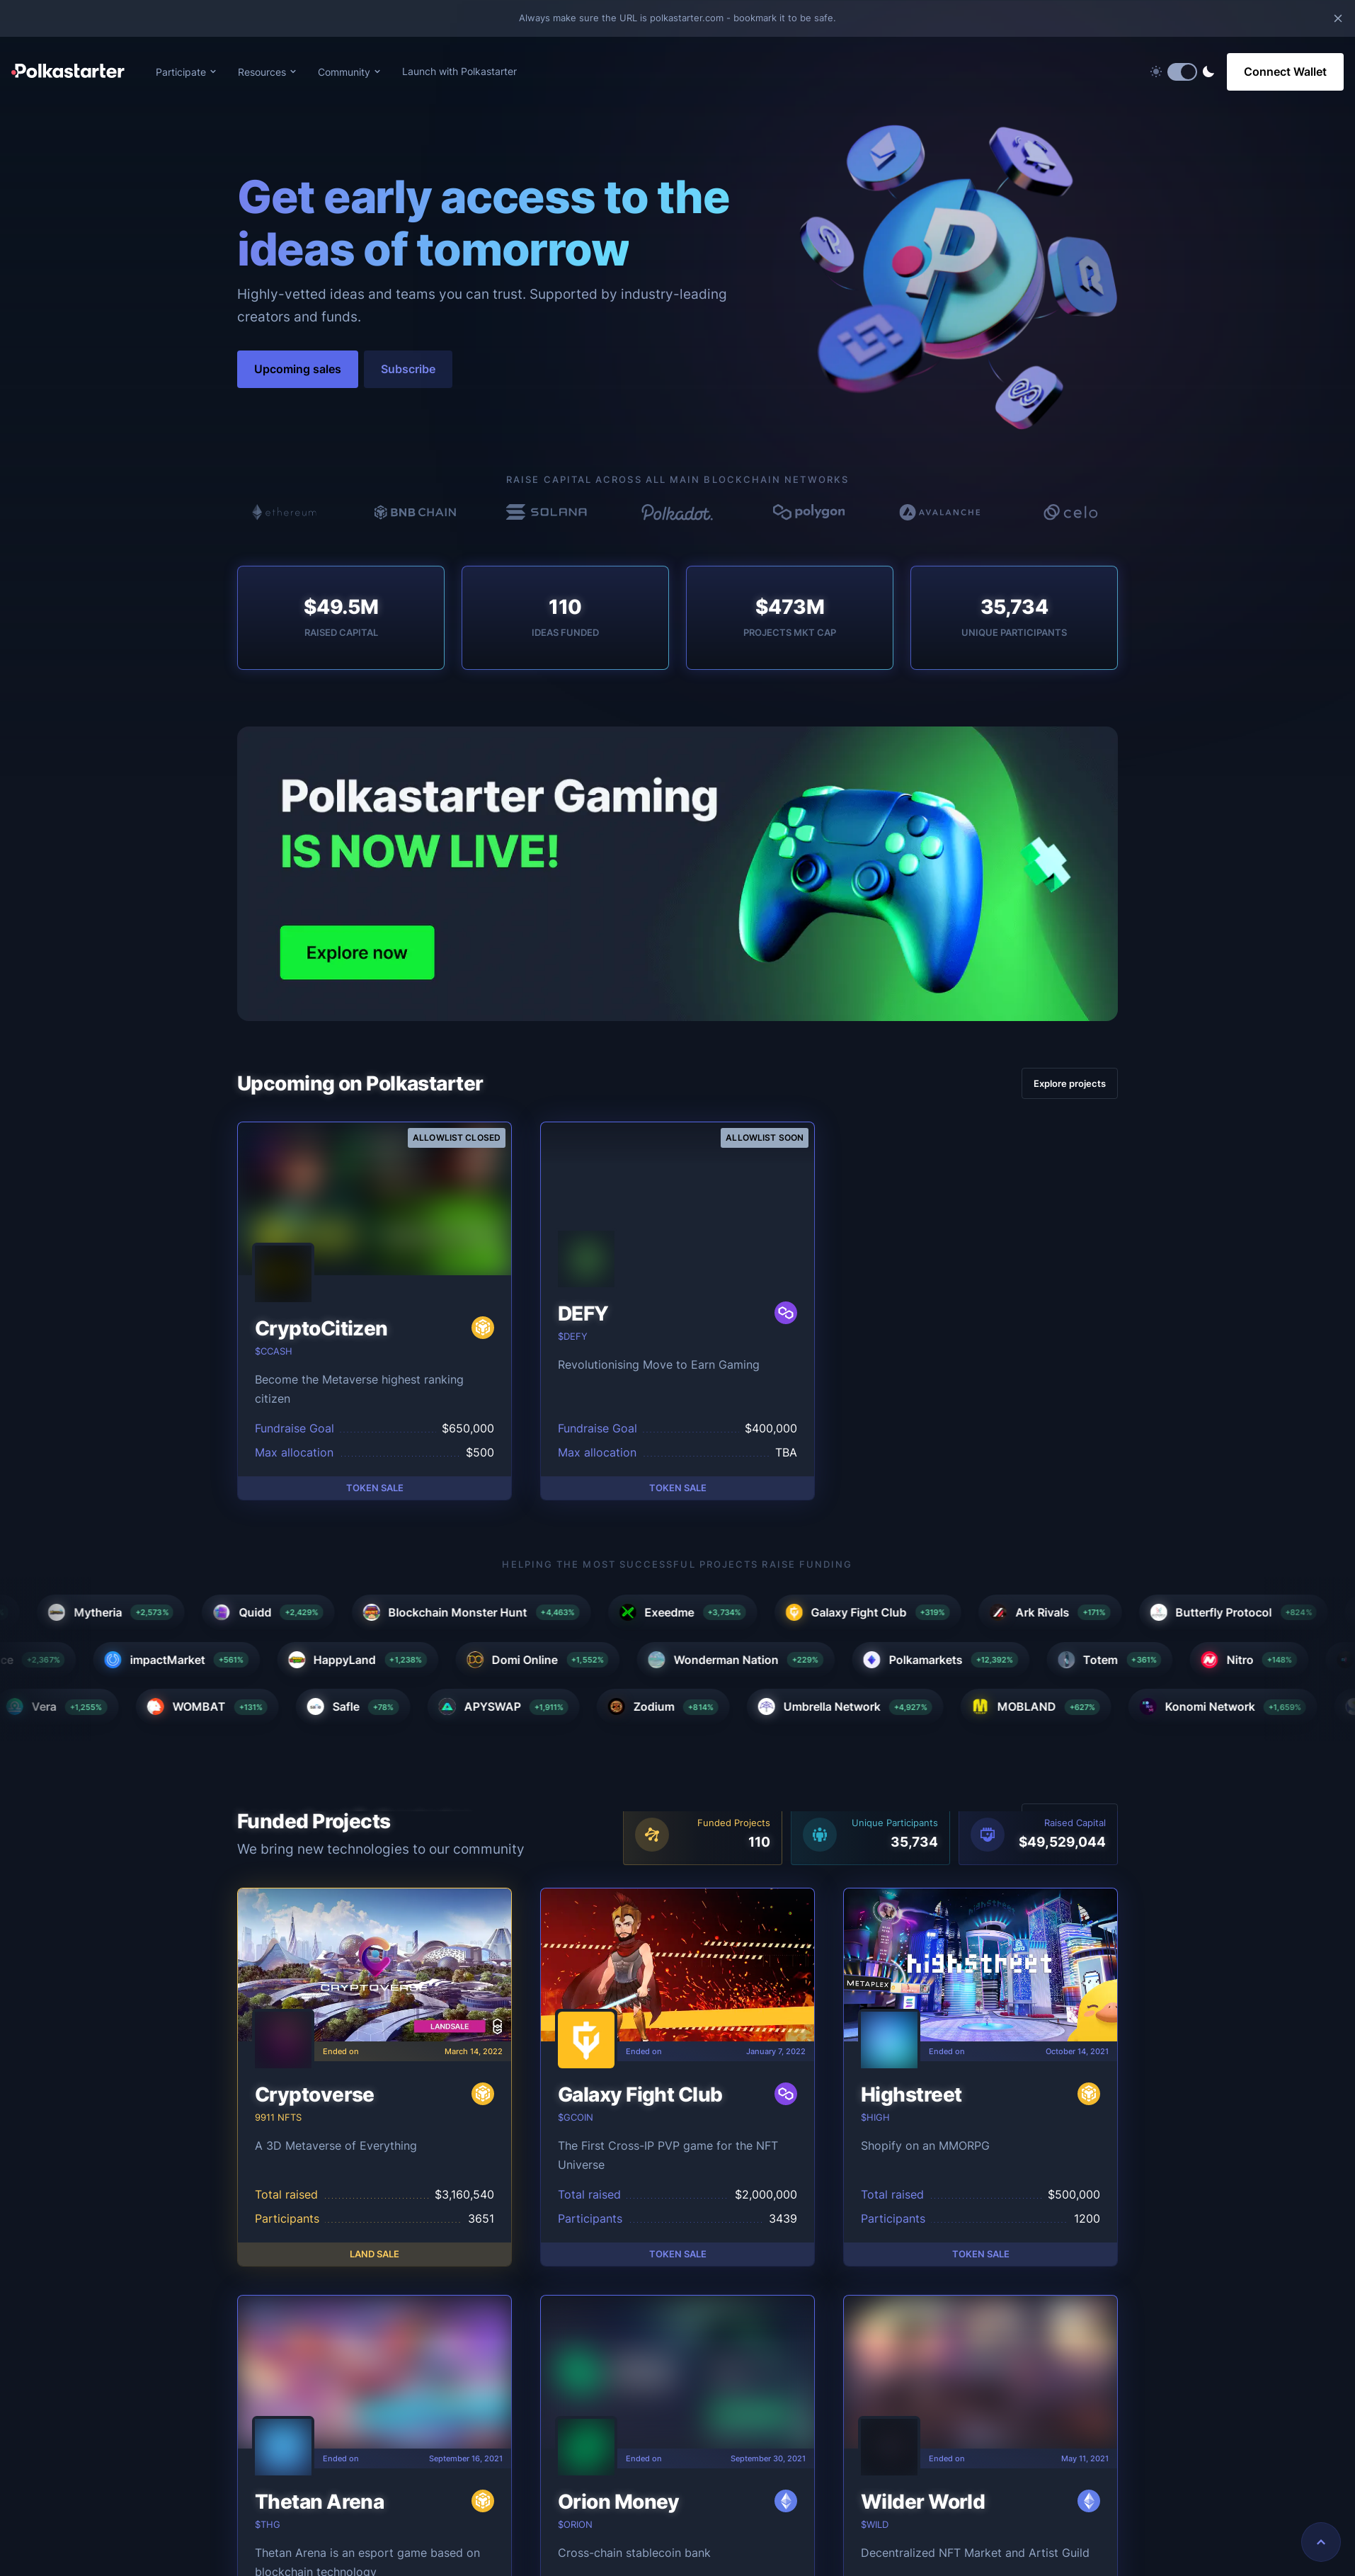 Always make sure the URL is polkastarter.com - bookmark it to be safe.
Polkastarter
Participate
Resources
Community
Launch with Polkastarter
Connect Wallet
Get early access to the
ideas of tomorrow
Highly-vetted ideas and teams you can trust. Supported by industry-leading
creators and funds.
Upcoming sales
Subscribe
RAISE CAPITAL ACROSS ALL MAIN BLOCKCHAIN NETWORKS
ethereum
BNB CHAIN
SOLANA
Polkadot.
polygon
AVALANCHE
celo
$49.5M
RAISED CAPITAL
110
IDEAS FUNDED
$473M
PROJECTS MKT CAP
35,734
UNIQUE PARTICIPANTS
Polkastarter Gaming
IS NOW LIVE!
Explore now
Upcoming on Polkastarter
Explore projects
ALLOWLIST CLOSED
CryptoCitizen
$CCASH
Become the Metaverse highest ranking
citizen
Fundraise Goal $650,000
Max allocation $500
TOKEN SALE
ALLOWLIST SOON
DEFY
$DEFY
Revolutionising Move to Earn Gaming
Fundraise Goal $400,000
Max allocation TBA
TOKEN SALE
HELPING THE MOST SUCCESSFUL PROJECTS RAISE FUNDING
Mytheria +2,573% Quidd +2,429% Blockchain Monster Hunt +4,463% Exeedme +3,734% Galaxy Fight Club +319% Ark Rivals +171% Butterfly Protocol +824%
ce +2,367% impactMarket +561% HappyLand +1,238% Domi Online +1,552% Wonderman Nation +229% Polkamarkets +12,392% Totem +361% Nitro +148%
Vera +1,255% WOMBAT +131% Safle +78% APYSWAP +1,911% Zodium +814% Umbrella Network +4,927% MOBLAND +627% Konomi Network +1,659%
Funded Projects
We bring new technologies to our community
Funded Projects
110
Unique Participants
35,734
Raised Capital
$49,529,044
CRYPTOVERSE
LANDSALE
Ended on March 14, 2022
Cryptoverse
9911 NFTS
A 3D Metaverse of Everything
Total raised $3,160,540
Participants 3651
LAND SALE
Ended on January 7, 2022
Galaxy Fight Club
$GCOIN
The First Cross-IP PVP game for the NFT
Universe
Total raised $2,000,000
Participants 3439
TOKEN SALE
highstreet
METAPLEX
Ended on October 14, 2021
Highstreet
$HIGH
Shopify on an MMORPG
Total raised $500,000
Participants 1200
TOKEN SALE
Ended on September 16, 2021
Thetan Arena
$THG
Thetan Arena is an esport game based on
blockchain technology
Ended on September 30, 2021
Orion Money
$ORION
Cross-chain stablecoin bank
Ended on May 11, 2021
Wilder World
$WILD
Decentralized NFT Market and Artist Guild